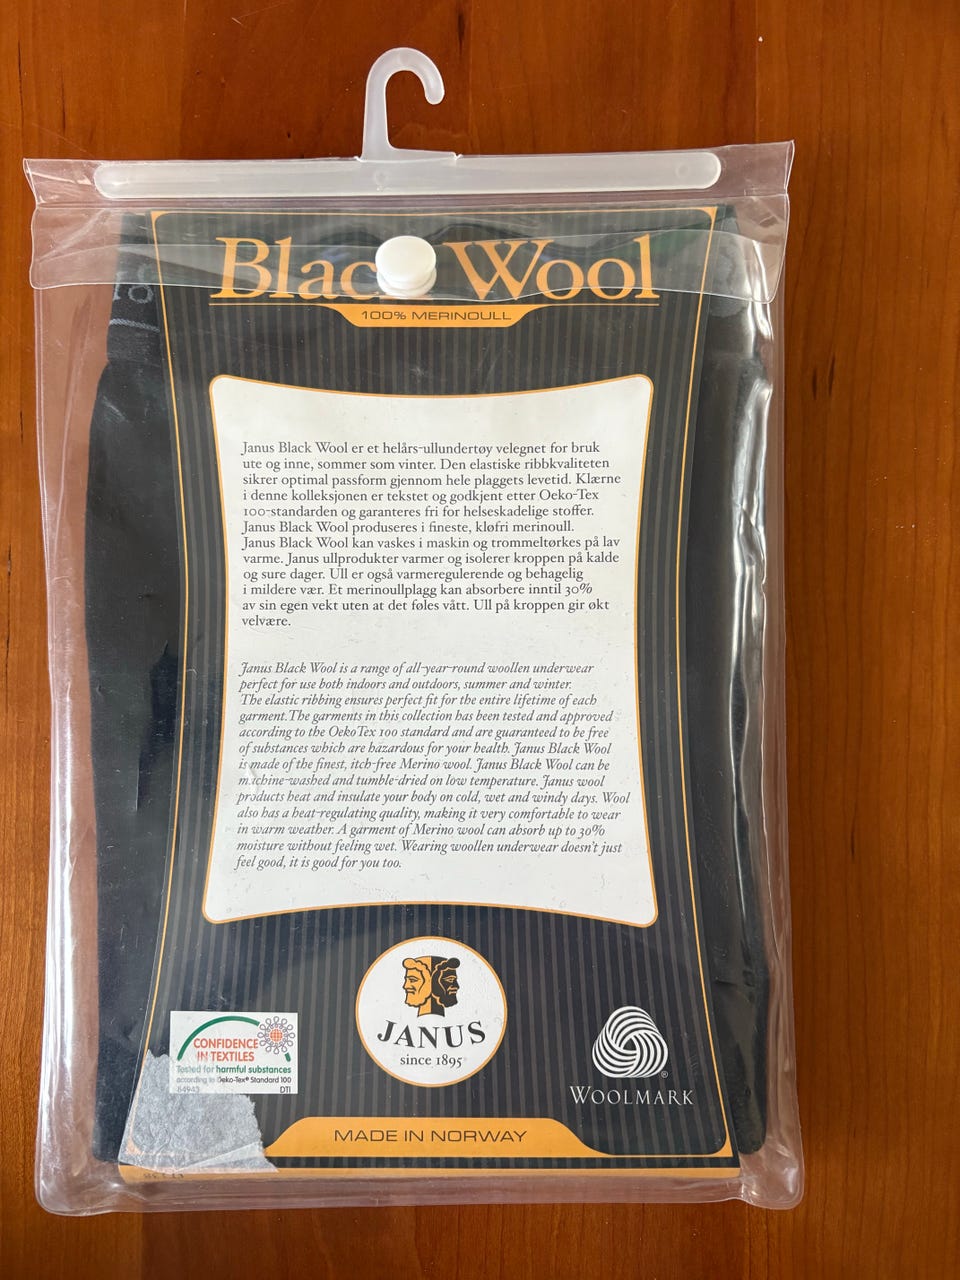 Black Wool
100% MERINOULL
Janus Black Wool er et helårs-ullundertøy velegnet for bruk
ute og inne, sommer som vinter. Den elastiske ribbkvaliteten
sikrer optimal passform gjennom hele plaggets levetid. Klærne
i denne kolleksjonen er tekstet og godkjent etter Oeko-Tex
100-standarden og garanteres fri for helseskadelige stoffer.
Janus Black Wool produseres i fineste, kløfri merinoull.
Janus Black Wool kan vaskes i maskin og trommeltørkes på lav
varme. Janus ullprodukter varmer og isolerer kroppen på kalde
og sure dager. Ull er også varmeregulerende og behagelig
i mildere vær. Et merinoullplagg kan absorbere inntil 30%
av sin egen vekt uten at det føles vått. Ull på kroppen gir økt
velvære.
Janus Black Wool is a range of all-year-round woollen underwear
perfect for use both indoors and outdoors, summer and winter.
The elastic ribbing ensures perfect fit for the entire lifetime of each
garment.The garments in this collection has been tested and approved
according to the OekoTex 100 standard and are guaranteed to be free
of substances which are hazardous for your health. Janus Black Wool
is made of the finest, itch-free Merino wool. Janus Black Wool can be
machine-washed and tumble-dried on low temperature. Janus wool
products heat and insulate your body on cold, wet and windy days. Wool
also has a heat-regulating quality, making it very comfortable to wear
in warm weather. A garment of Merino wool can absorb up to 30%
moisture without feeling wet. Wearing woollen underwear doesn't just
feel good, it is good for you too.
JANUS
since 1895
CONFIDENCE
IN TEXTILES
Tested for harmful substances
according to Oeko-Tex® Standard 100
84943 DTI
WOOLMARK
MADE IN NORWAY